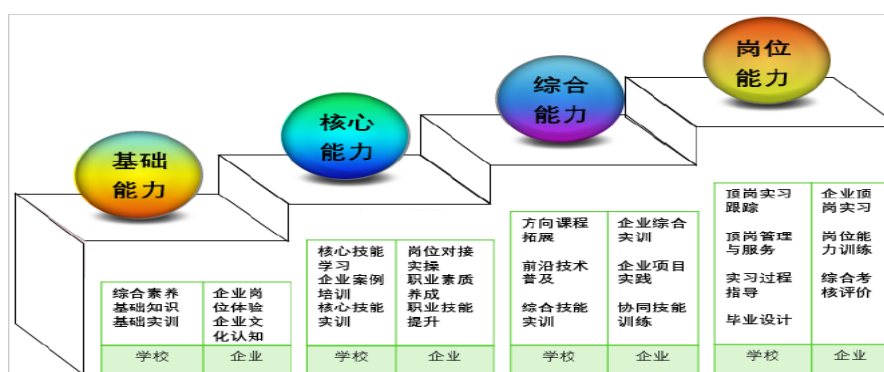 基础
能力
核心
能力
综合
能力
岗位
能力
综合素养
基础知识
基础实训
企业岗
位体验
企业文
化认知
学校
企业
核心技能
学习
企业案例
培训
核心技能
实训
岗位对接
实操
职业素质
养成
职业技能
提升
学校
企业
方向课程
拓展
前沿技术
普及
综合技能
实训
企业综合
实训
企业项目
实践
协同技能
训练
学校
企业
顶岗实习
跟踪
顶岗管理
与服务
实习过程
指导
毕业设计
企业顶
岗实习
岗位能
力训练
综合考
核评价
学校
企业